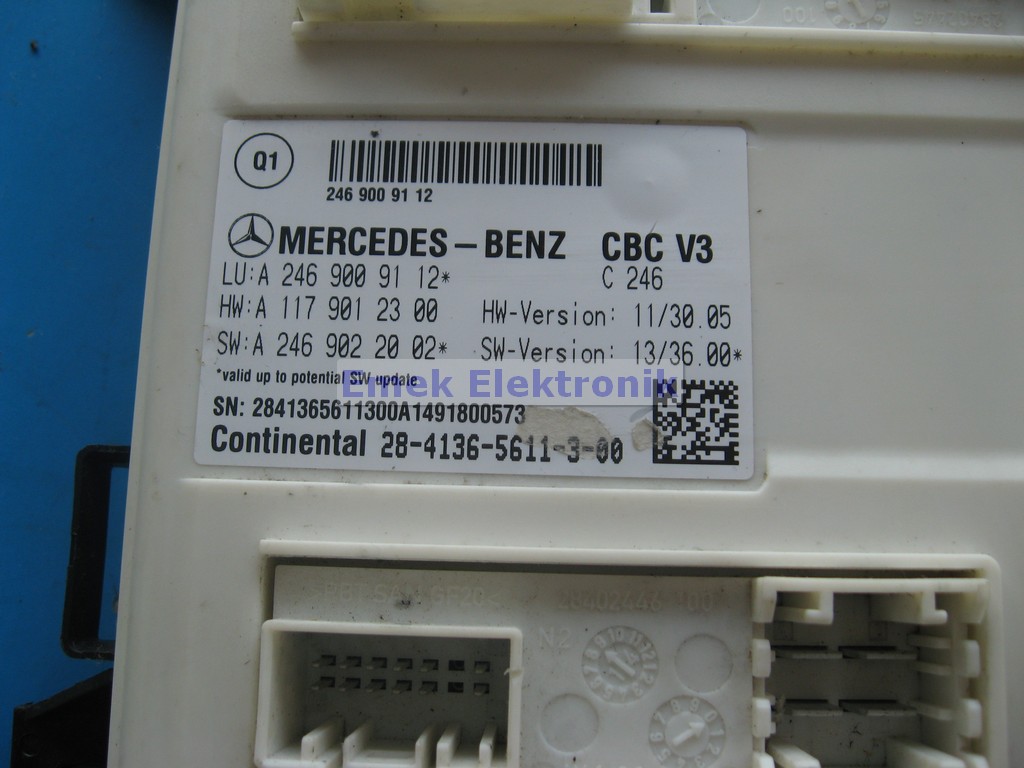 001
Q1
246 900 91 12
MERCEDES – BENZ CBC V3
LU: A 246 900 91 12* C 246
HW: A 117 901 23 00 HW-Version: 11/30.05
SW: A 246 902 20 02* SW-Version: 13/36.00*
*valid up to potential SW update
Emek Elektronik
SN: 2841365611300A1491800573
Continental 28-4136-5611-3-00
N2